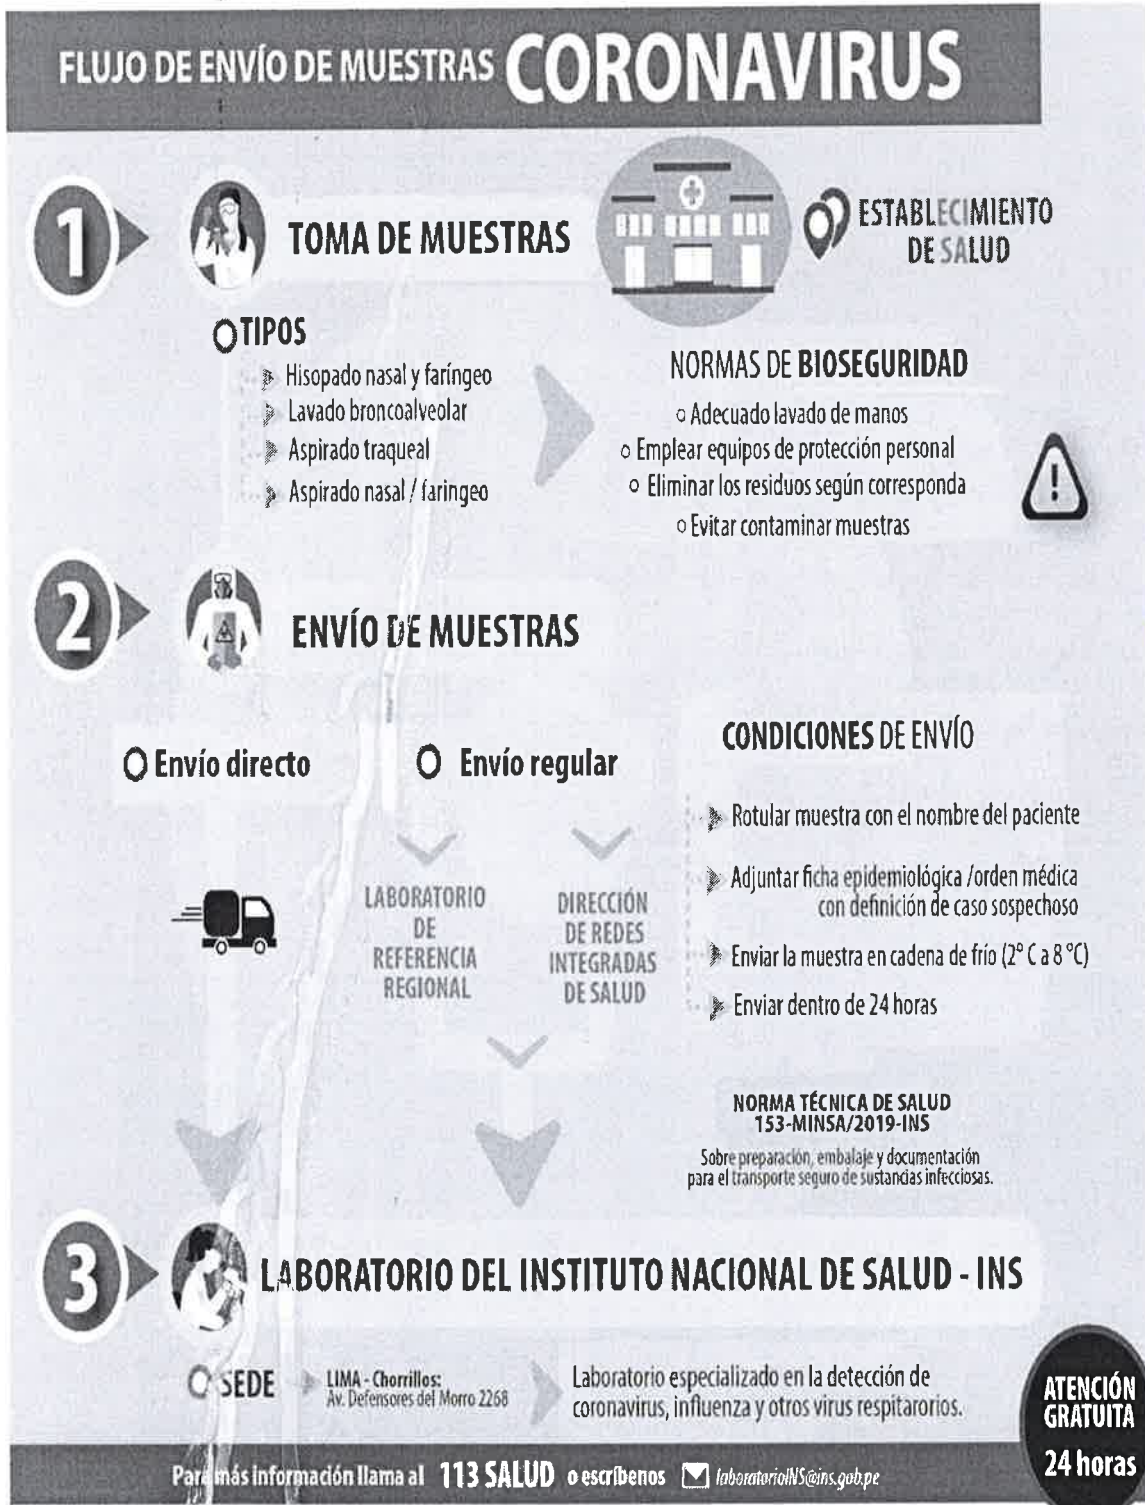 FLUJO DE ENVÍO DE MUESTRAS CORONAVIRUS
1
TOMA DE MUESTRAS
ESTABLECIMIENTO
DE SALUD
TIPOS
Hisopado nasal y faríngeo
Lavado broncoalveolar
Aspirado traqueal
Aspirado nasal / faringeo
NORMAS DE BIOSEGURIDAD
Adecuado lavado de manos
Emplear equipos de protección personal
Eliminar los residuos según corresponda
Evitar contaminar muestras
!
2
ENVÍO DE MUESTRAS
Envío directo
Envío regular
LABORATORIO
DE
REFERENCIA
REGIONAL
DIRECCIÓN
DE REDES
INTEGRADAS
DE SALUD
CONDICIONES DE ENVÍO
Rotular muestra con el nombre del paciente
Adjuntar ficha epidemiológica /orden médica
con definición de caso sospechoso
Enviar la muestra en cadena de frío (2° C a 8 °C)
Enviar dentro de 24 horas
NORMA TÉCNICA DE SALUD
153-MINSA/2019-INS
Sobre preparación, embalaje y documentación
para el transporte seguro de sustancias infecciosas.
3
LABORATORIO DEL INSTITUTO NACIONAL DE SALUD - INS
SEDE
LIMA - Chorrillos:
Av. Defensores del Morro 2268
Laboratorio especializado en la detección de
coronavirus, influenza y otros virus respitarorios.
ATENCIÓN
GRATUITA
24 horas
Para más información llama al 113 SALUD o escríbenos laboratorioINS@ins.gob.pe